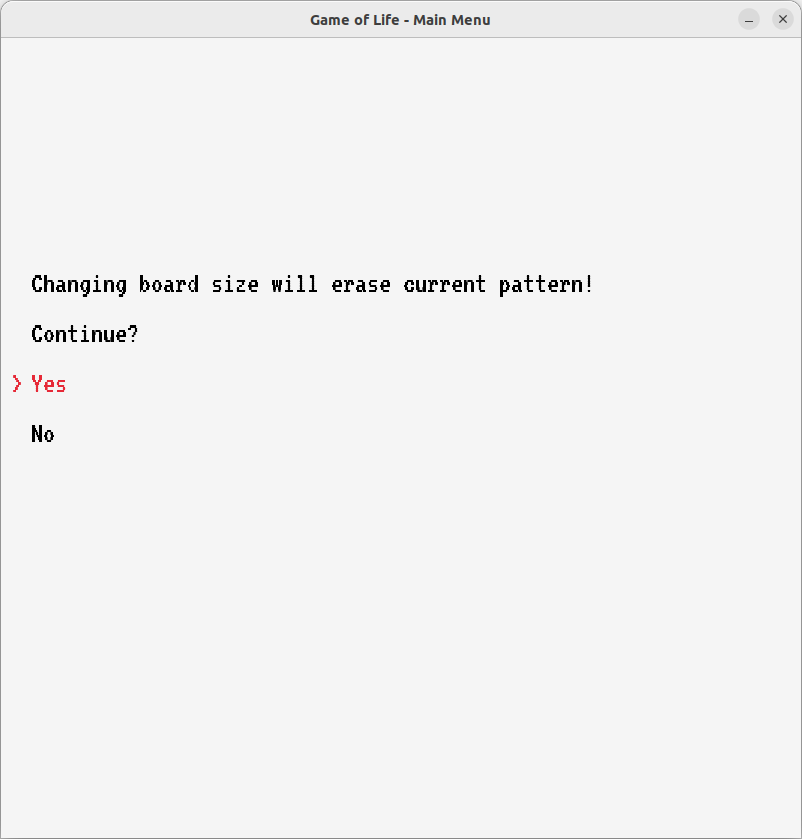 Game of Life - Main Menu
Changing board size will erase current pattern!
Continue?
> Yes
No